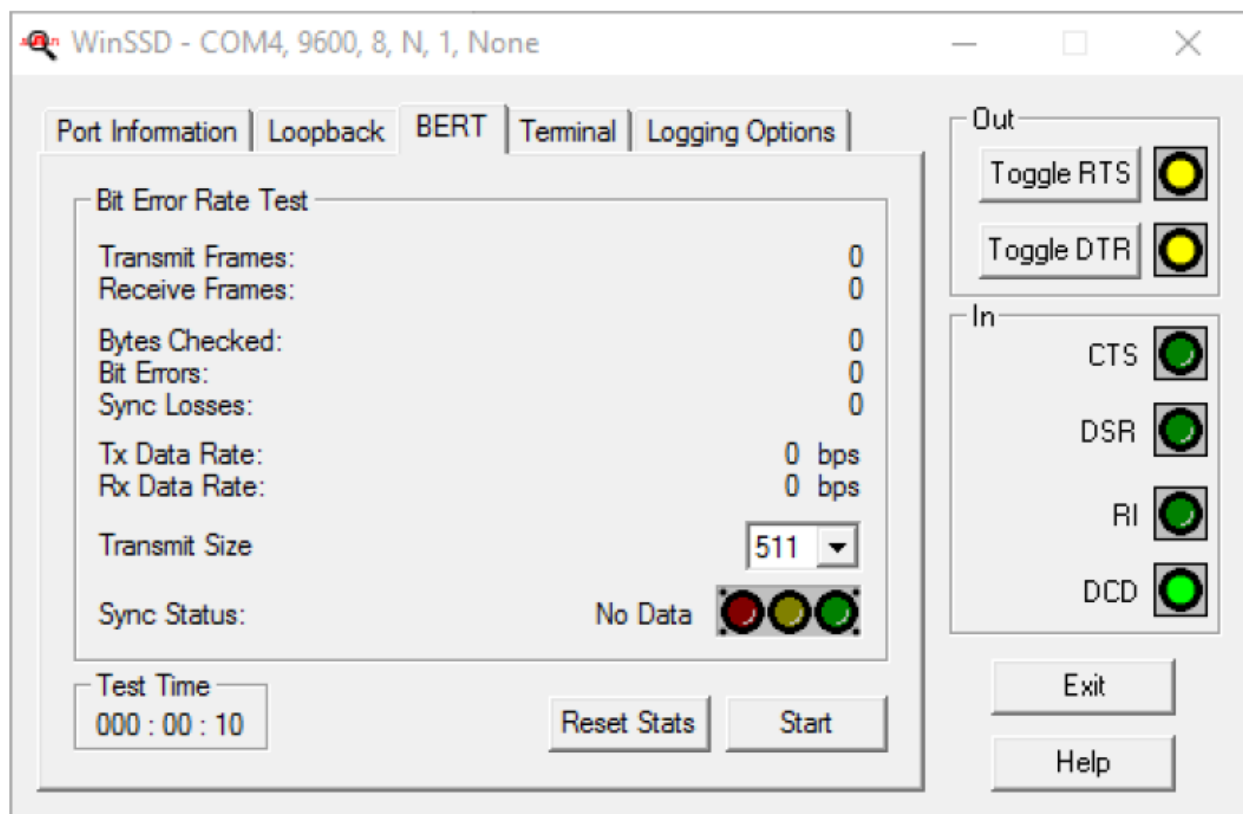 WinSSD - COM4, 9600, 8, N, 1, None
Port Information Loopback BERT Terminal Logging Options
Bit Error Rate Test
Transmit Frames: 0
Receive Frames: 0
Bytes Checked: 0
Bit Errors: 0
Sync Losses: 0
Tx Data Rate: 0 bps
Rx Data Rate: 0 bps
Transmit Size 511
Sync Status: No Data
Test Time
000 : 00 : 10
Reset Stats Start
Out
Toggle RTS
Toggle DTR
In
CTS
DSR
RI
DCD
Exit
Help